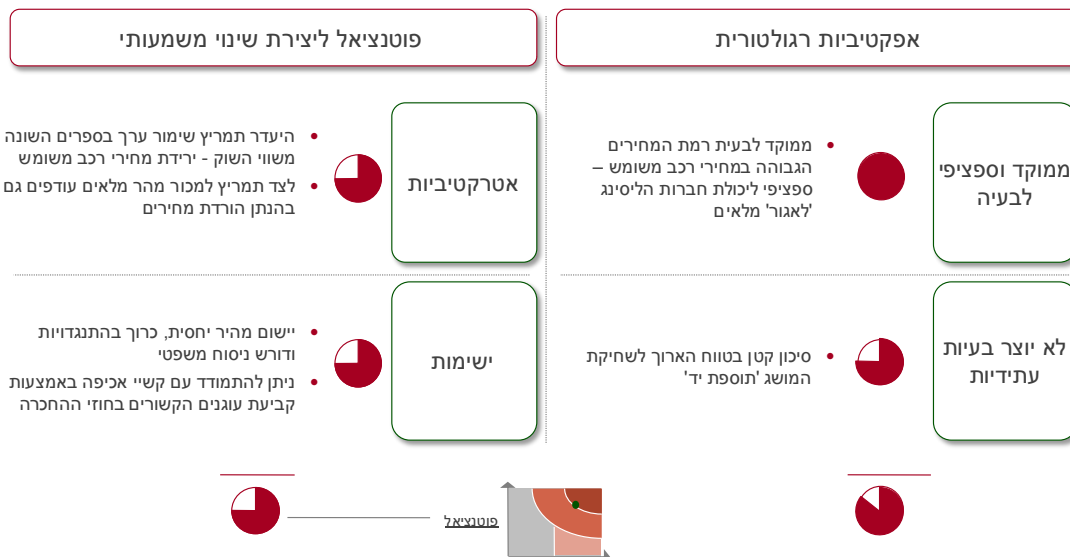 אפקטיביות רגולטורית
ממוקד וספציפי
לבעיה
ממוקד לבעית רמת המחירים
הגבוהה במחירי רכב משומש –
ספציפי ליכולת חברות הליסינג
'לאגור' מלאים
לא יוצר בעיות
עתידיות
סיכון קטן בטווח הארוך לשחיקת
המושג 'תוספת יד'
פוטנציאל ליצירת שינוי משמעותי
אטרקטיביות
היעדר תמריץ שימור ערך בספרים השונה
משווי השוק - ירידת מחירי רכב משומש
לצד תמריץ למכור מהר מלאים עודפים גם
בהנתן הורדת מחירים
ישימות
יישום מהיר יחסית, כרוך בהתנגדויות
ודורש ניסוח משפטי
ניתן להתמודד עם קשיי אכיפה באמצעות
קביעת עוגנים הקשורים בחוזי ההחכרה
פוטנציאל